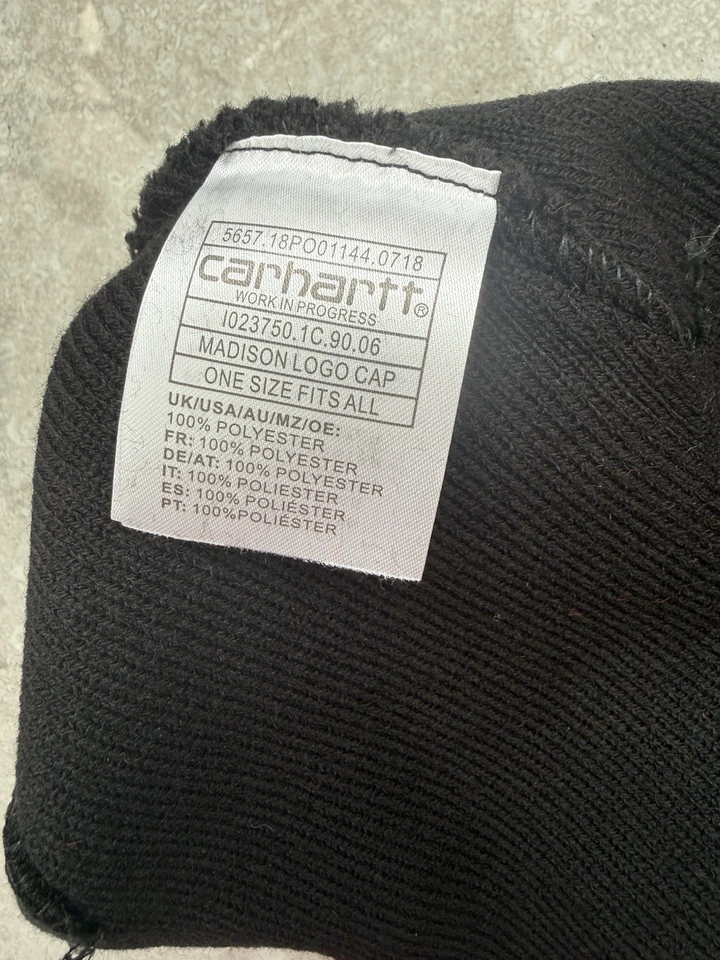 5657.18PO01144.0718
carhartt®
WORK IN PROGRESS
I023750.1C.90.06
MADISON LOGO CAP
ONE SIZE FITS ALL
UK/USA/AU/MZ/OE:
100% POLYESTER
FR: 100% POLYESTER
DE/AT: 100% POLYESTER
IT: 100% POLIESTER
ES: 100% POLIÉSTER
PT: 100%POLIÉSTER